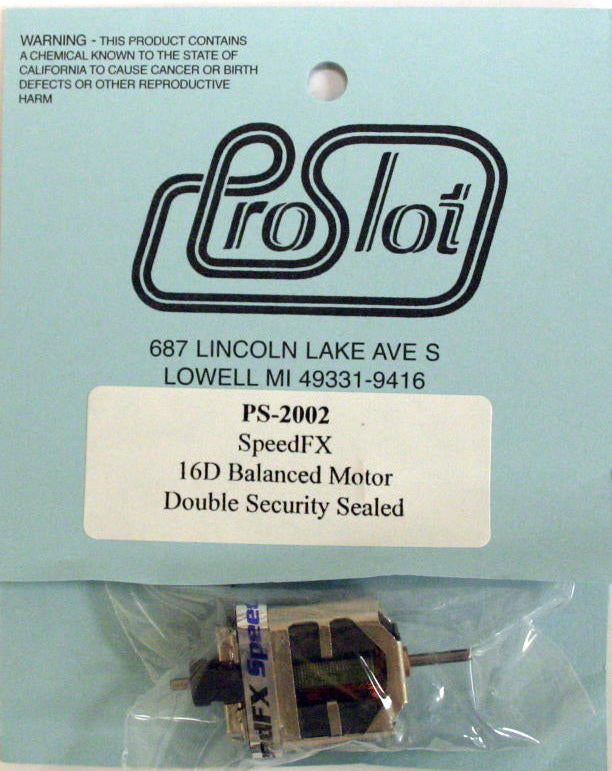 WARNING - THIS PRODUCT CONTAINS
A CHEMICAL KNOWN TO THE STATE OF
CALIFORNIA TO CAUSE CANCER OR BIRTH
DEFECTS OR OTHER REPRODUCTIVE
HARM
ProSlot
687 LINCOLN LAKE AVE S
LOWELL MI 49331-9416
PS-2002
SpeedFX
16D Balanced Motor
Double Security Sealed
edFX Speed